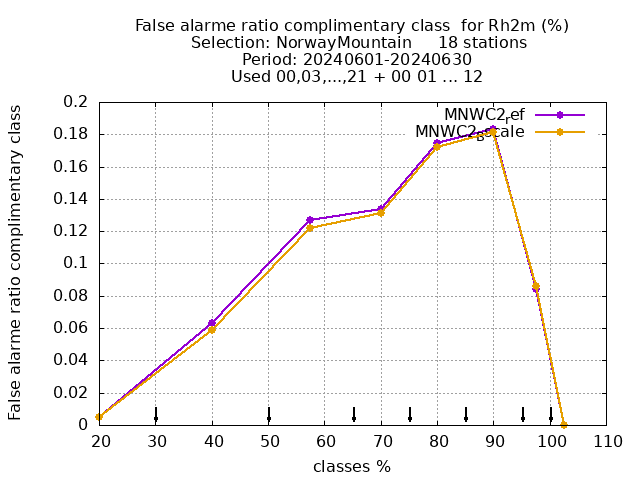 False alarme ratio complimentary class  for Rh2m (%)
Selection: NorwayMountain     18 stations
Period: 20240601-20240630
Used 00,03,...,21 + 00 01 ... 12
MNWC2_ref
MNWC2_Bscale
False alarme ratio complimentary class
0.2
0.18
0.16
0.14
0.12
0.1
0.08
0.06
0.04
0.02
0
20 30 40 50 60 70 80 90 100 110
classes %